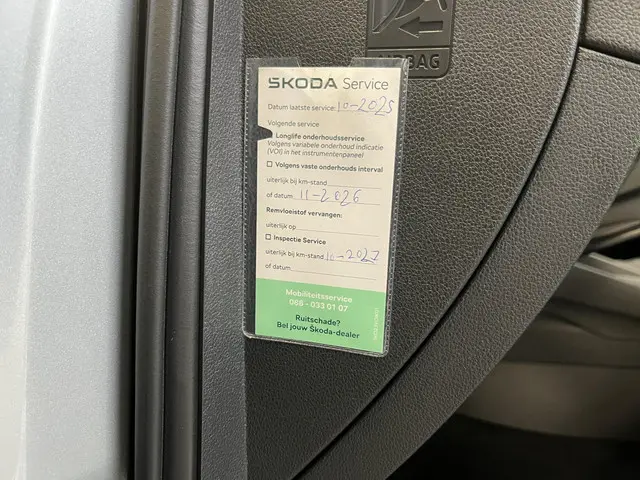 AIRBAG
ŠKODA Service
Datum laatste service: 10-2025
Volgende service
Longlife onderhoudsservice
Volgens variabele onderhoud indicatie
(VOI) in het instrumentenpaneel
☐ Volgens vaste onderhouds interval
uiterlijk bij km-stand
of datum 11-2026
Remvloeistof vervangen:
uiterlijk op
☐ Inspectie Service
uiterlijk bij km-stand 10-2027
of datum
Mobiliteitsservice
088 - 033 01 07
Ruitschade?
Bel jouw Škoda-dealer